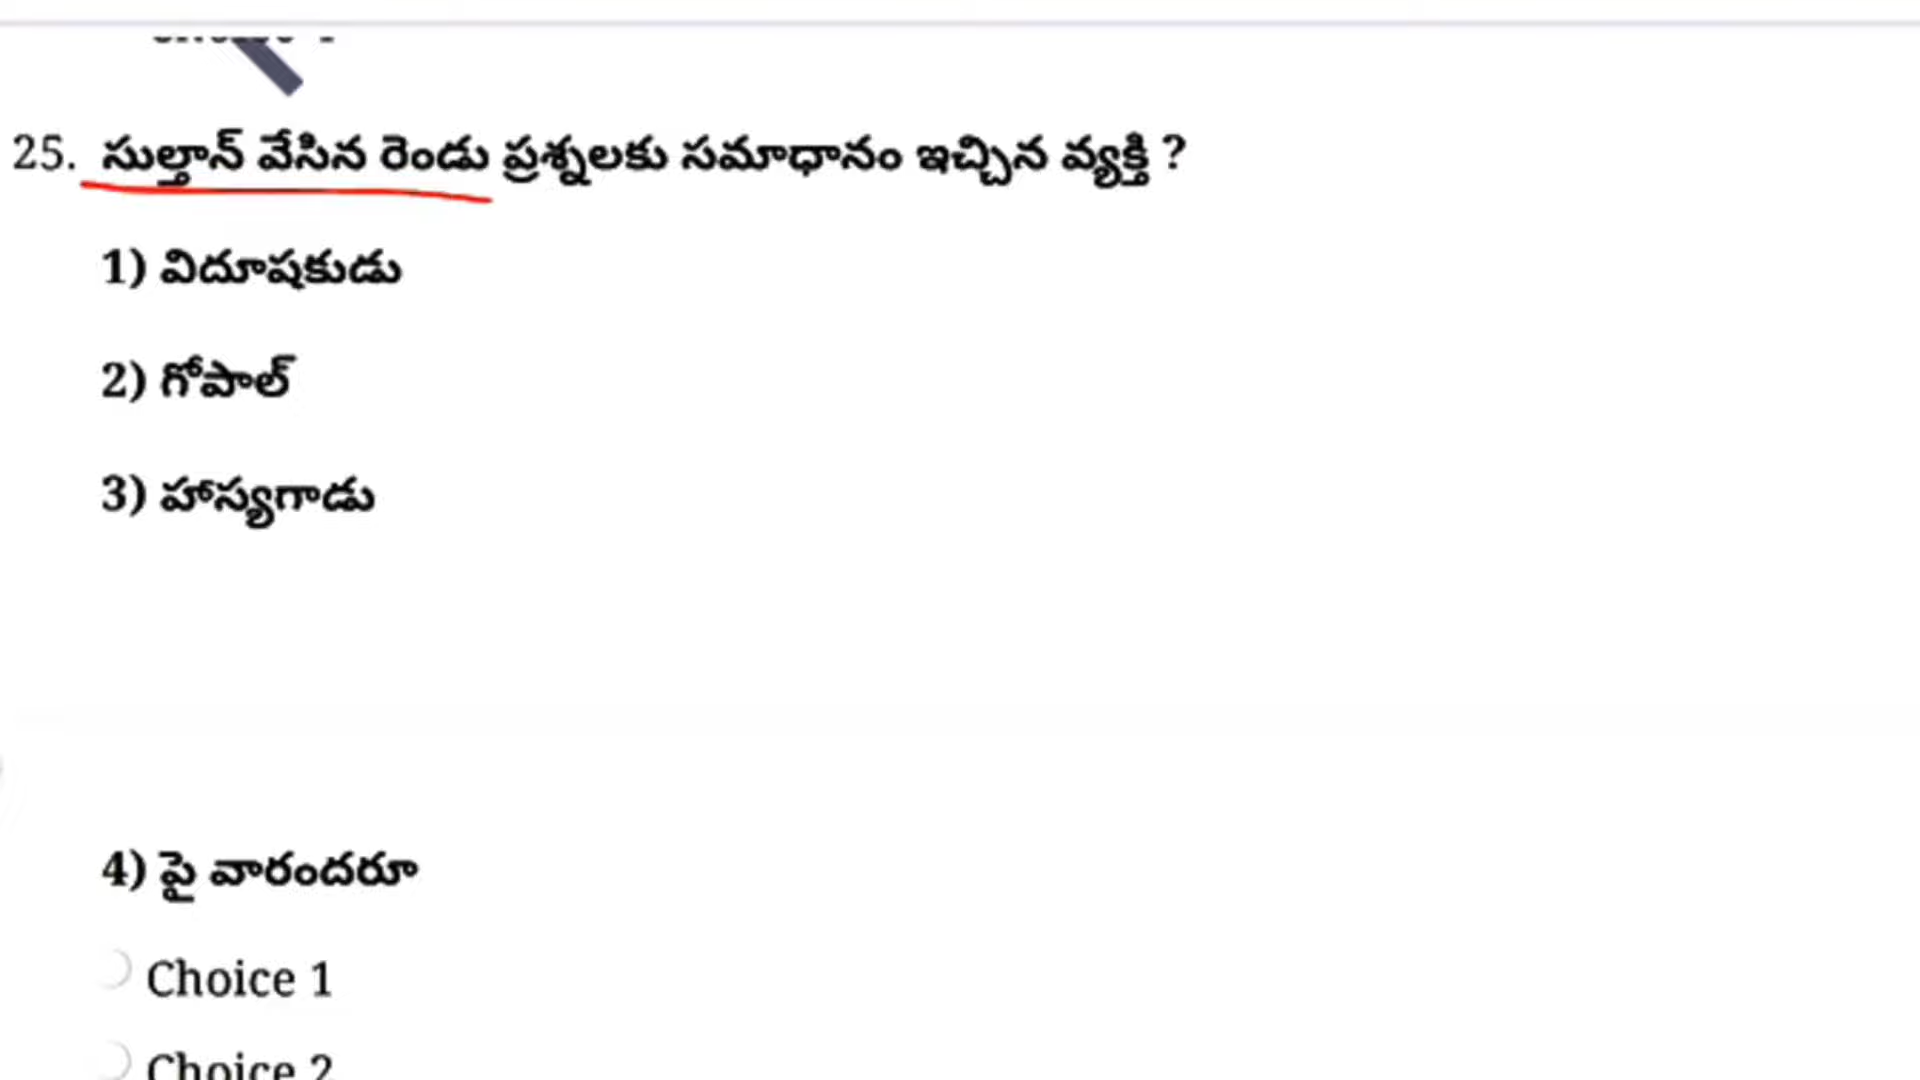 25. సుల్తాన్ వేసిన రెండు ప్రశ్నలకు సమాధానం ఇచ్చిన వ్యక్తి ?
1) విదూషకుడు
2) గోపాల్
3) హాస్యగాడు
4) పై వారందరూ
Choice 1
Choice 2